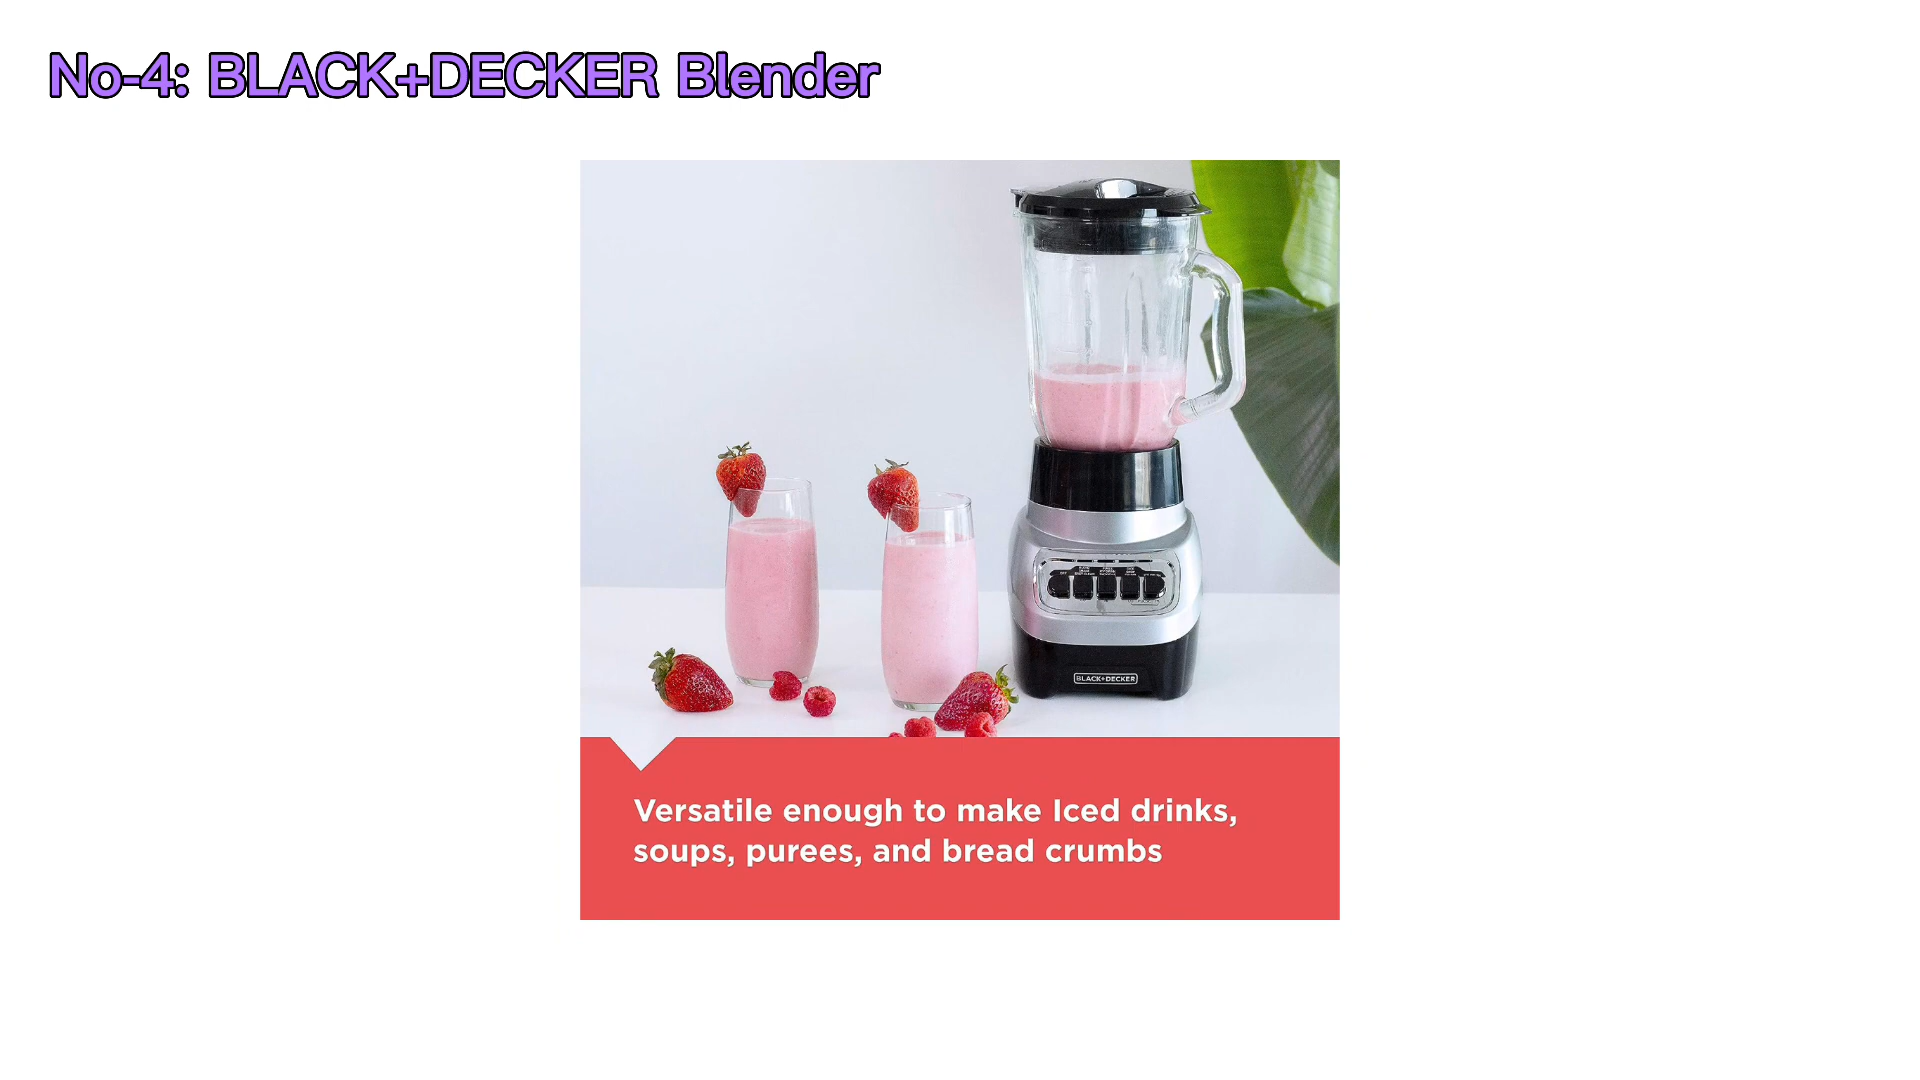 No-4: BLACK+DECKER Blender
BLACK+DECKER
Versatile enough to make Iced drinks,
soups, purees, and bread crumbs